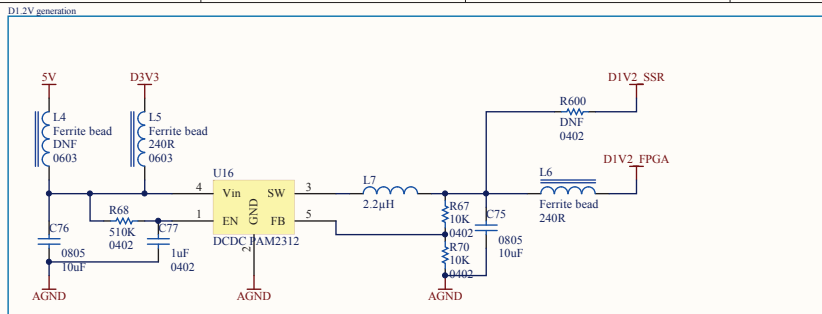 D1.2V generation
5V
D3V3
D1V2_SSR
L4
Ferrite bead
DNF
0603
L5
Ferrite bead
240R
0603
R600
DNF
0402
D1V2_FPGA
U16
4
Vin
SW
3
1
EN
GND
FB
5
2
DCDC PAM2312
L7
2.2µH
L6
Ferrite bead
240R
R68
510K
0402
C77
1uF
0402
C76
0805
10uF
R67
10K
0402
R70
10K
0402
C75
0805
10uF
AGND
AGND
AGND